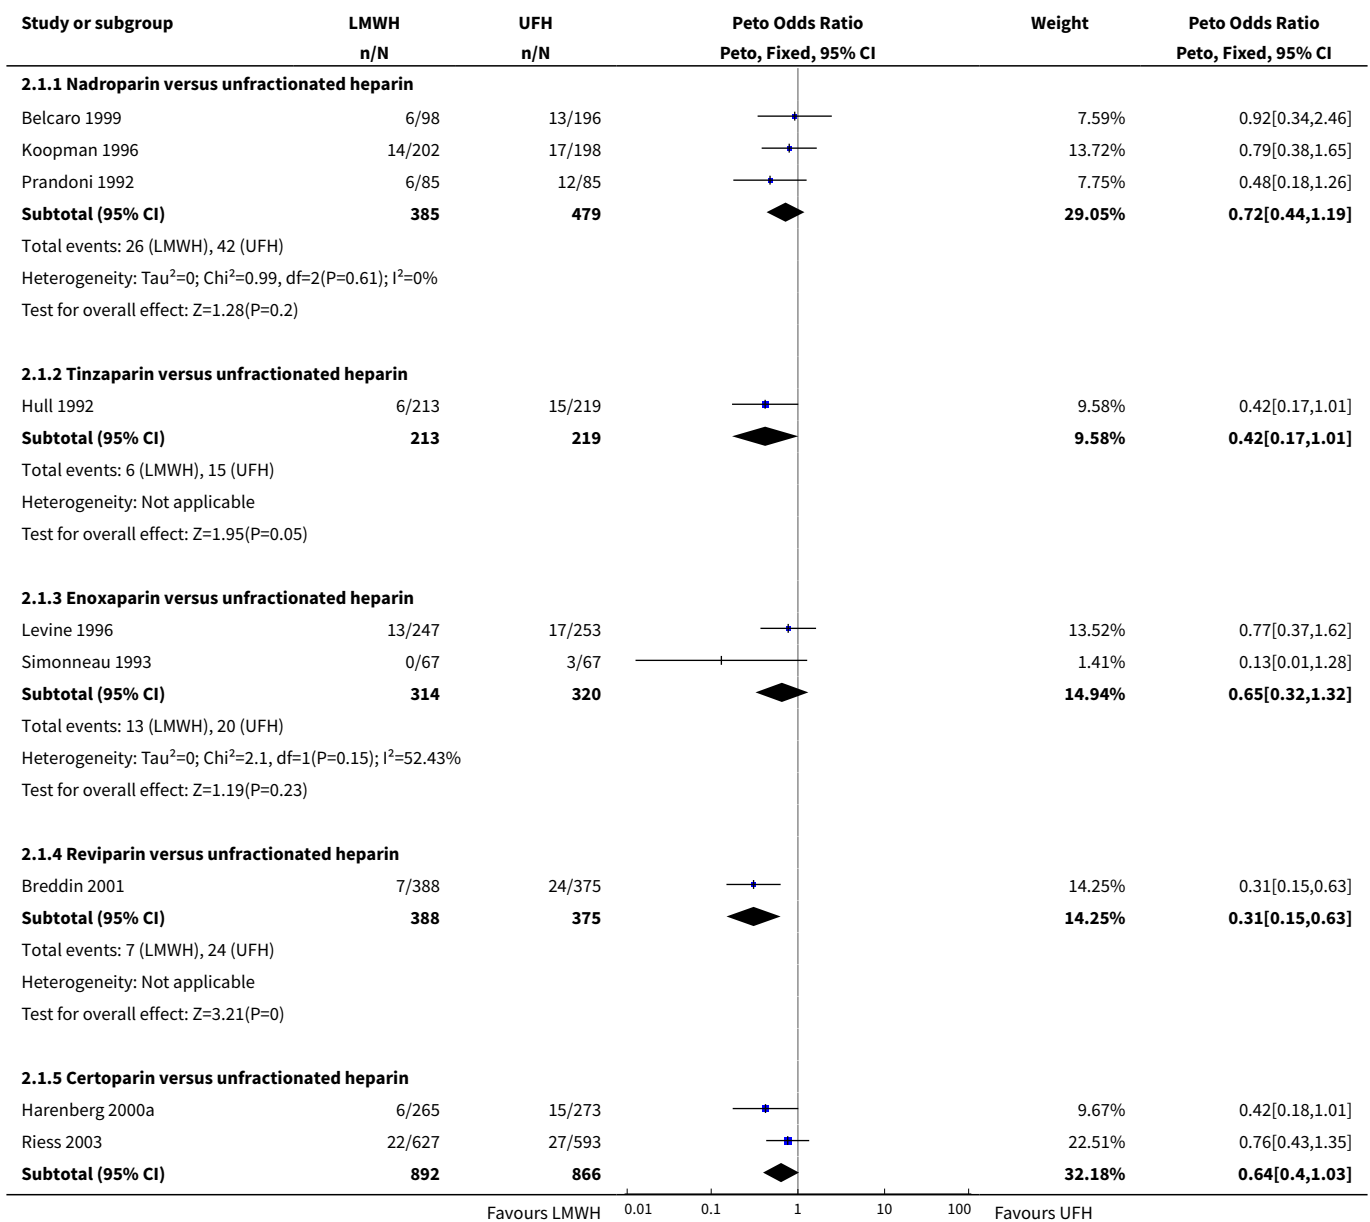 Study or subgroup LMWH UFH Peto Odds Ratio Weight Peto Odds Ratio
n/N n/N Peto, Fixed, 95% CI Peto, Fixed, 95% CI
2.1.1 Nadroparin versus unfractionated heparin
Belcaro 1999 6/98 13/196 7.59% 0.92[0.34,2.46]
Koopman 1996 14/202 17/198 13.72% 0.79[0.38,1.65]
Prandoni 1992 6/85 12/85 7.75% 0.48[0.18,1.26]
Subtotal (95% CI) 385 479 29.05% 0.72[0.44,1.19]
Total events: 26 (LMWH), 42 (UFH)
Heterogeneity: Tau²=0; Chi²=0.99, df=2(P=0.61); I²=0%
Test for overall effect: Z=1.28(P=0.2)
2.1.2 Tinzaparin versus unfractionated heparin
Hull 1992 6/213 15/219 9.58% 0.42[0.17,1.01]
Subtotal (95% CI) 213 219 9.58% 0.42[0.17,1.01]
Total events: 6 (LMWH), 15 (UFH)
Heterogeneity: Not applicable
Test for overall effect: Z=1.95(P=0.05)
2.1.3 Enoxaparin versus unfractionated heparin
Levine 1996 13/247 17/253 13.52% 0.77[0.37,1.62]
Simonneau 1993 0/67 3/67 1.41% 0.13[0.01,1.28]
Subtotal (95% CI) 314 320 14.94% 0.65[0.32,1.32]
Total events: 13 (LMWH), 20 (UFH)
Heterogeneity: Tau²=0; Chi²=2.1, df=1(P=0.15); I²=52.43%
Test for overall effect: Z=1.19(P=0.23)
2.1.4 Reviparin versus unfractionated heparin
Breddin 2001 7/388 24/375 14.25% 0.31[0.15,0.63]
Subtotal (95% CI) 388 375 14.25% 0.31[0.15,0.63]
Total events: 7 (LMWH), 24 (UFH)
Heterogeneity: Not applicable
Test for overall effect: Z=3.21(P=0)
2.1.5 Certoparin versus unfractionated heparin
Harenberg 2000a 6/265 15/273 9.67% 0.42[0.18,1.01]
Riess 2003 22/627 27/593 22.51% 0.76[0.43,1.35]
Subtotal (95% CI) 892 866 32.18% 0.64[0.4,1.03]
Favours LMWH 0.01 0.1 1 10 100 Favours UFH